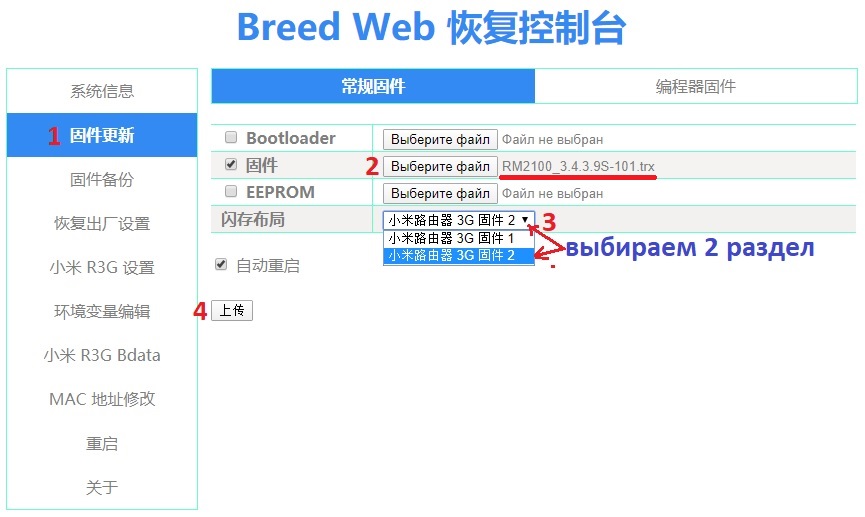 Breed Web 恢复控制台
系统信息
1 固件更新
固件备份
恢复出厂设置
小米 R3G 设置
环境变量编辑
小米 R3G Bdata
MAC 地址修改
重启
关于
常规固件
编程器固件
Bootloader Выберите файл Файл не выбран
固件 2 Выберите файл RM2100_3.4.3.9S-101.trx
EEPROM Выберите файл Файл не выбран
闪存布局 小米路由器 3G 固件 2 3
小米路由器 3G 固件 1
小米路由器 3G 固件 2
выбираем 2 раздел
自动重启
4 上传